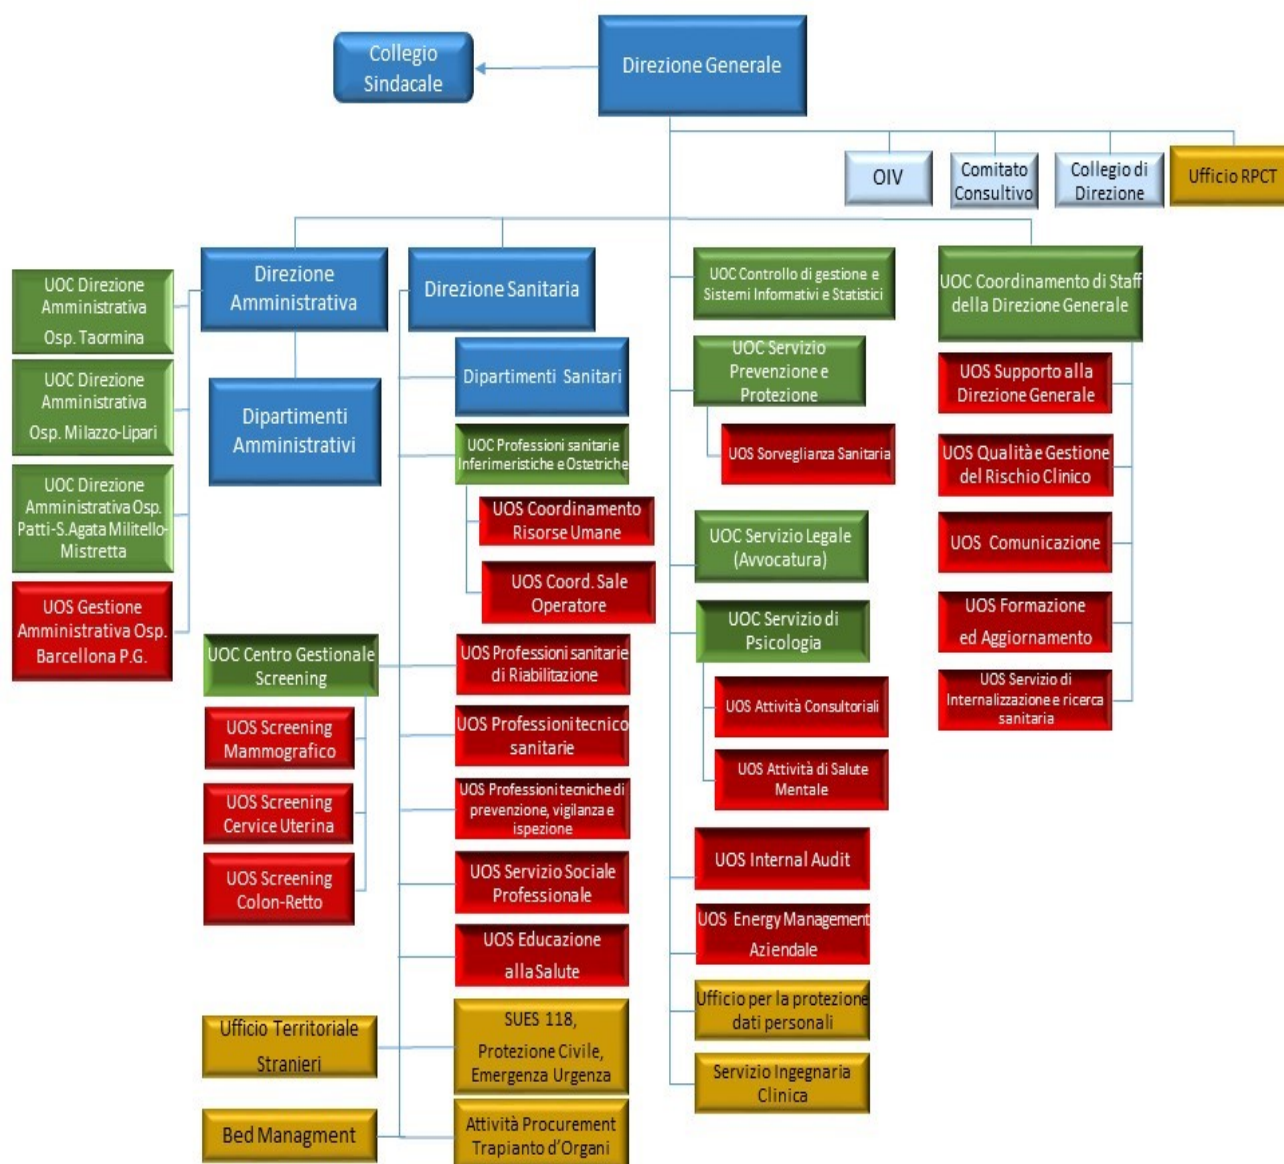 Collegio
Sindacale
Direzione Generale
OIV
Comitato
Consultivo
Collegio di
Direzione
Ufficio RPCT
UOC Direzione
Amministrativa
Osp. Taormina
UOC Direzione
Amministrativa
Osp. Milazzo-Lipari
UOC Direzione
Amministrativa Osp.
Patti-S.Agata Militello-
Mistretta
UOS Gestione
Amministrativa Osp.
Barcellona P.G.
Direzione
Amministrativa
Dipartimenti
Amministrativi
Direzione Sanitaria
Dipartimenti Sanitari
UOC Professioni sanitarie
Inferimeristiche e Ostetriche
UOS Coordinamento
Risorse Umane
UOS Coord. Sale
Operatore
UOC Centro Gestionale
Screening
UOS Screening
Mammografico
UOS Screening
Cervice Uterina
UOS Screening
Colon-Retto
UOS Professioni sanitarie
di Riabilitazione
UOS Professioni tecnico
sanitarie
UOS Professioni tecniche di
prevenzione, vigilanza e
ispezione
UOS Servizio Sociale
Professionale
UOS Educazione
alla Salute
Ufficio Territoriale
Stranieri
SUES 118,
Protezione Civile,
Emergenza Urgenza
Bed Managment
Attività Procurement
Trapianto d'Organi
UOC Controllo di gestione e
Sistemi Informativi e Statistici
UOC Servizio
Prevenzione e
Protezione
UOS Sorveglianza Sanitaria
UOC Servizio Legale
(Avvocatura)
UOC Servizio di
Psicologia
UOS Attività Consultoriali
UOS Attività di Salute
Mentale
UOS Internal Audit
UOS Energy Management
Aziendale
Ufficio per la protezione
dati personali
Servizio Ingegnaria
Clinica
UOC Coordinamento di Staff
della Direzione Generale
UOS Supporto alla
Direzione Generale
UOS Qualità e Gestione
del Rischio Clinico
UOS Comunicazione
UOS Formazione
ed Aggiornamento
UOS Servizio di
Internalizzazione e ricerca
sanitaria